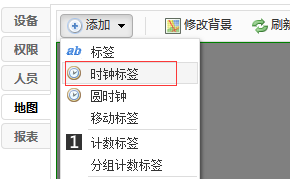 设备
权限
人员
地图
报表
添加
修改背景
ab 标签
时钟标签
圆时钟
移动标签
1 计数标签
分组计数标签